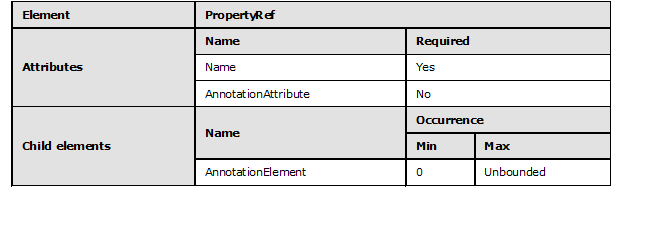 Element PropertyRef
Attributes Name Required
Name Yes
AnnotationAttribute No
Child elements Name Occurrence
Min Max
AnnotationElement 0 Unbounded